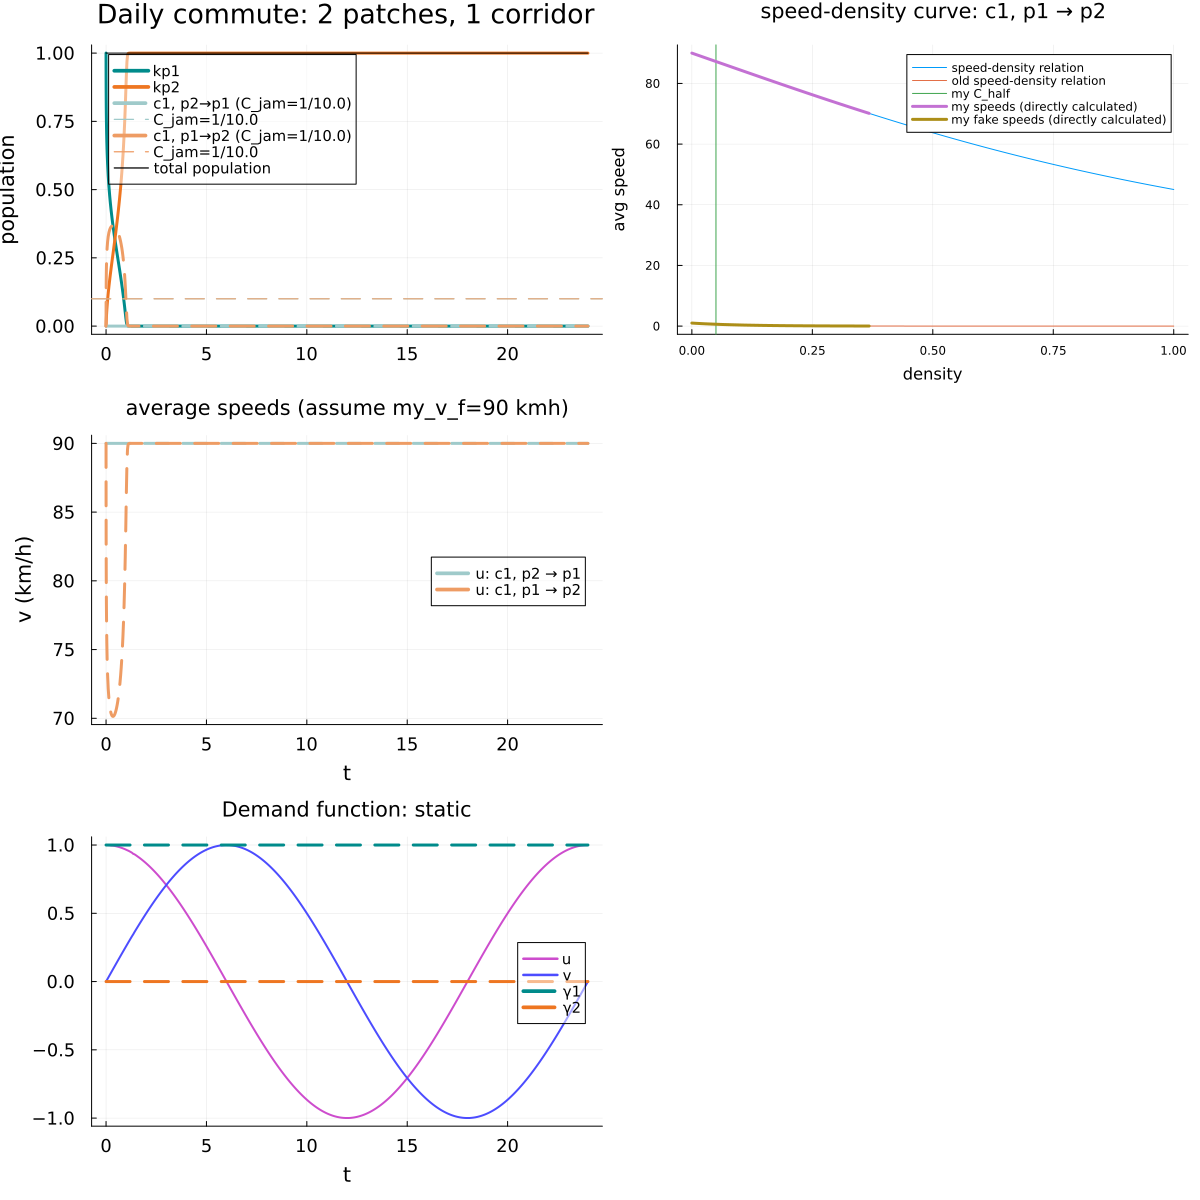 Daily commute: 2 patches, 1 corridor
population
1.00
0.75
0.50
0.25
0.00
kp1
kp2
c1, p2→p1 (C_jam=1/10.0)
C_jam=1/10.0
c1, p1→p2 (C_jam=1/10.0)
C_jam=1/10.0
total population
0 5 10 15 20
speed-density curve: c1, p1 → p2
avg speed
80
60
40
20
0
speed-density relation
old speed-density relation
my C_half
my speeds (directly calculated)
my fake speeds (directly calculated)
0.00 0.25 0.50 0.75 1.00
density
average speeds (assume my_v_f=90 kmh)
v (km/h)
90
85
80
75
70
u: c1, p2 → p1
u: c1, p1 → p2
0 5 10 15 20
t
Demand function: static
1.0
0.5
0.0
−0.5
−1.0
u
v
γ1
γ2
0 5 10 15 20
t